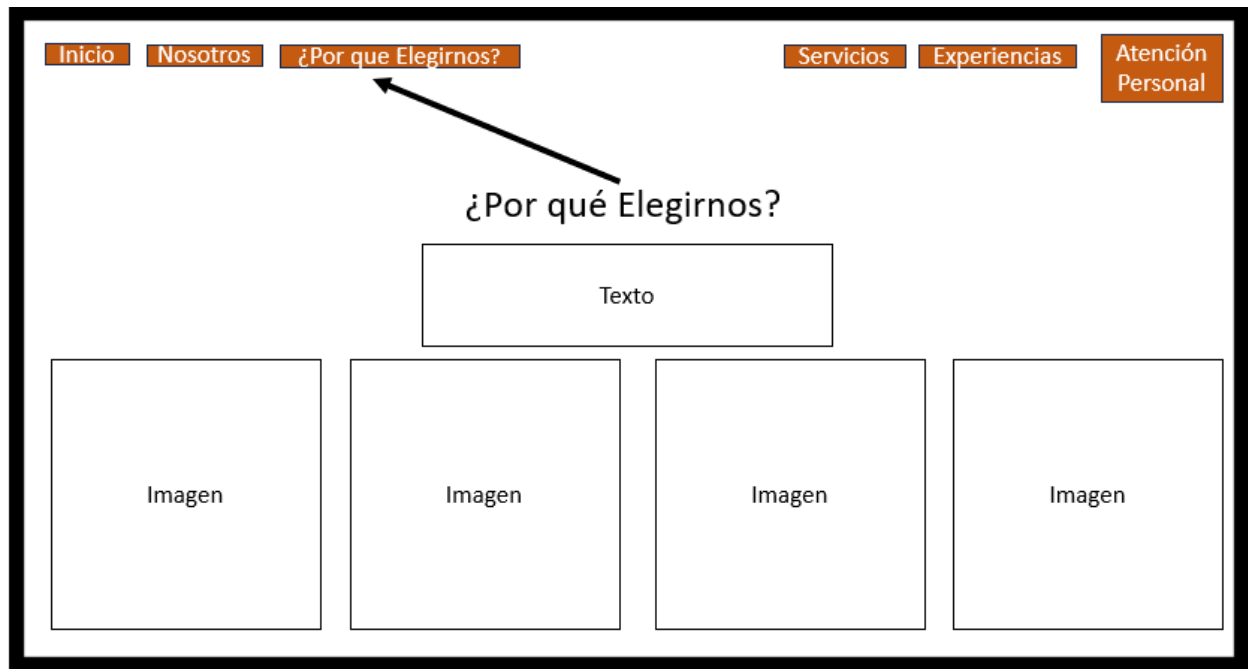 Inicio
Nosotros
¿Por que Elegirnos?
Servicios
Experiencias
Atención
Personal
¿Por qué Elegirnos?
Texto
Imagen
Imagen
Imagen
Imagen